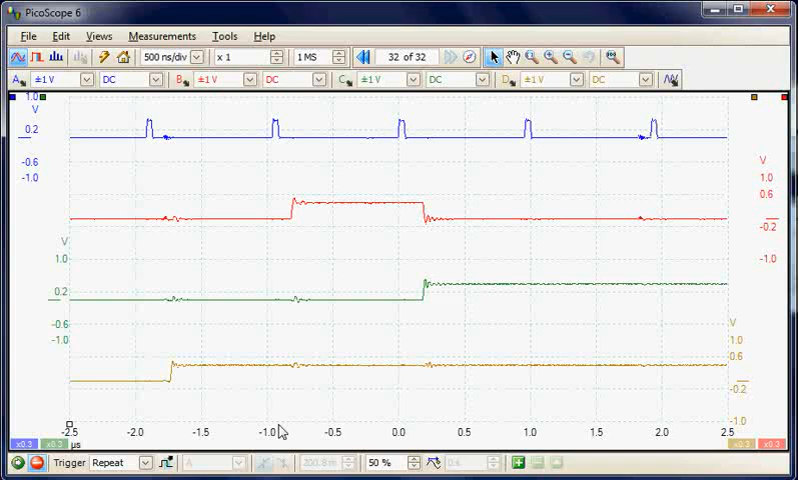 PicoScope 6
File Edit Views Measurements Tools Help
500 ns/div x 1 1 MS 32 of 32
A ±1 V DC B ±1 V DC C ±1 V DC D ±1 V DC
1.0
V
0.2
-0.6
-1.0
V
1.0
0.6
-0.2
-1.0
V
1.0
0.2
-0.6
-1.0
V
1.0
0.6
-0.2
-1.0
-2.5 -2.0 -1.5 -1.0 -0.5 0.0 0.5 1.0 1.5 2.0 2.5
x0.3 x0.3 µs x0.3 x0.3
Trigger Repeat A 200.8 m 50 % 0.6